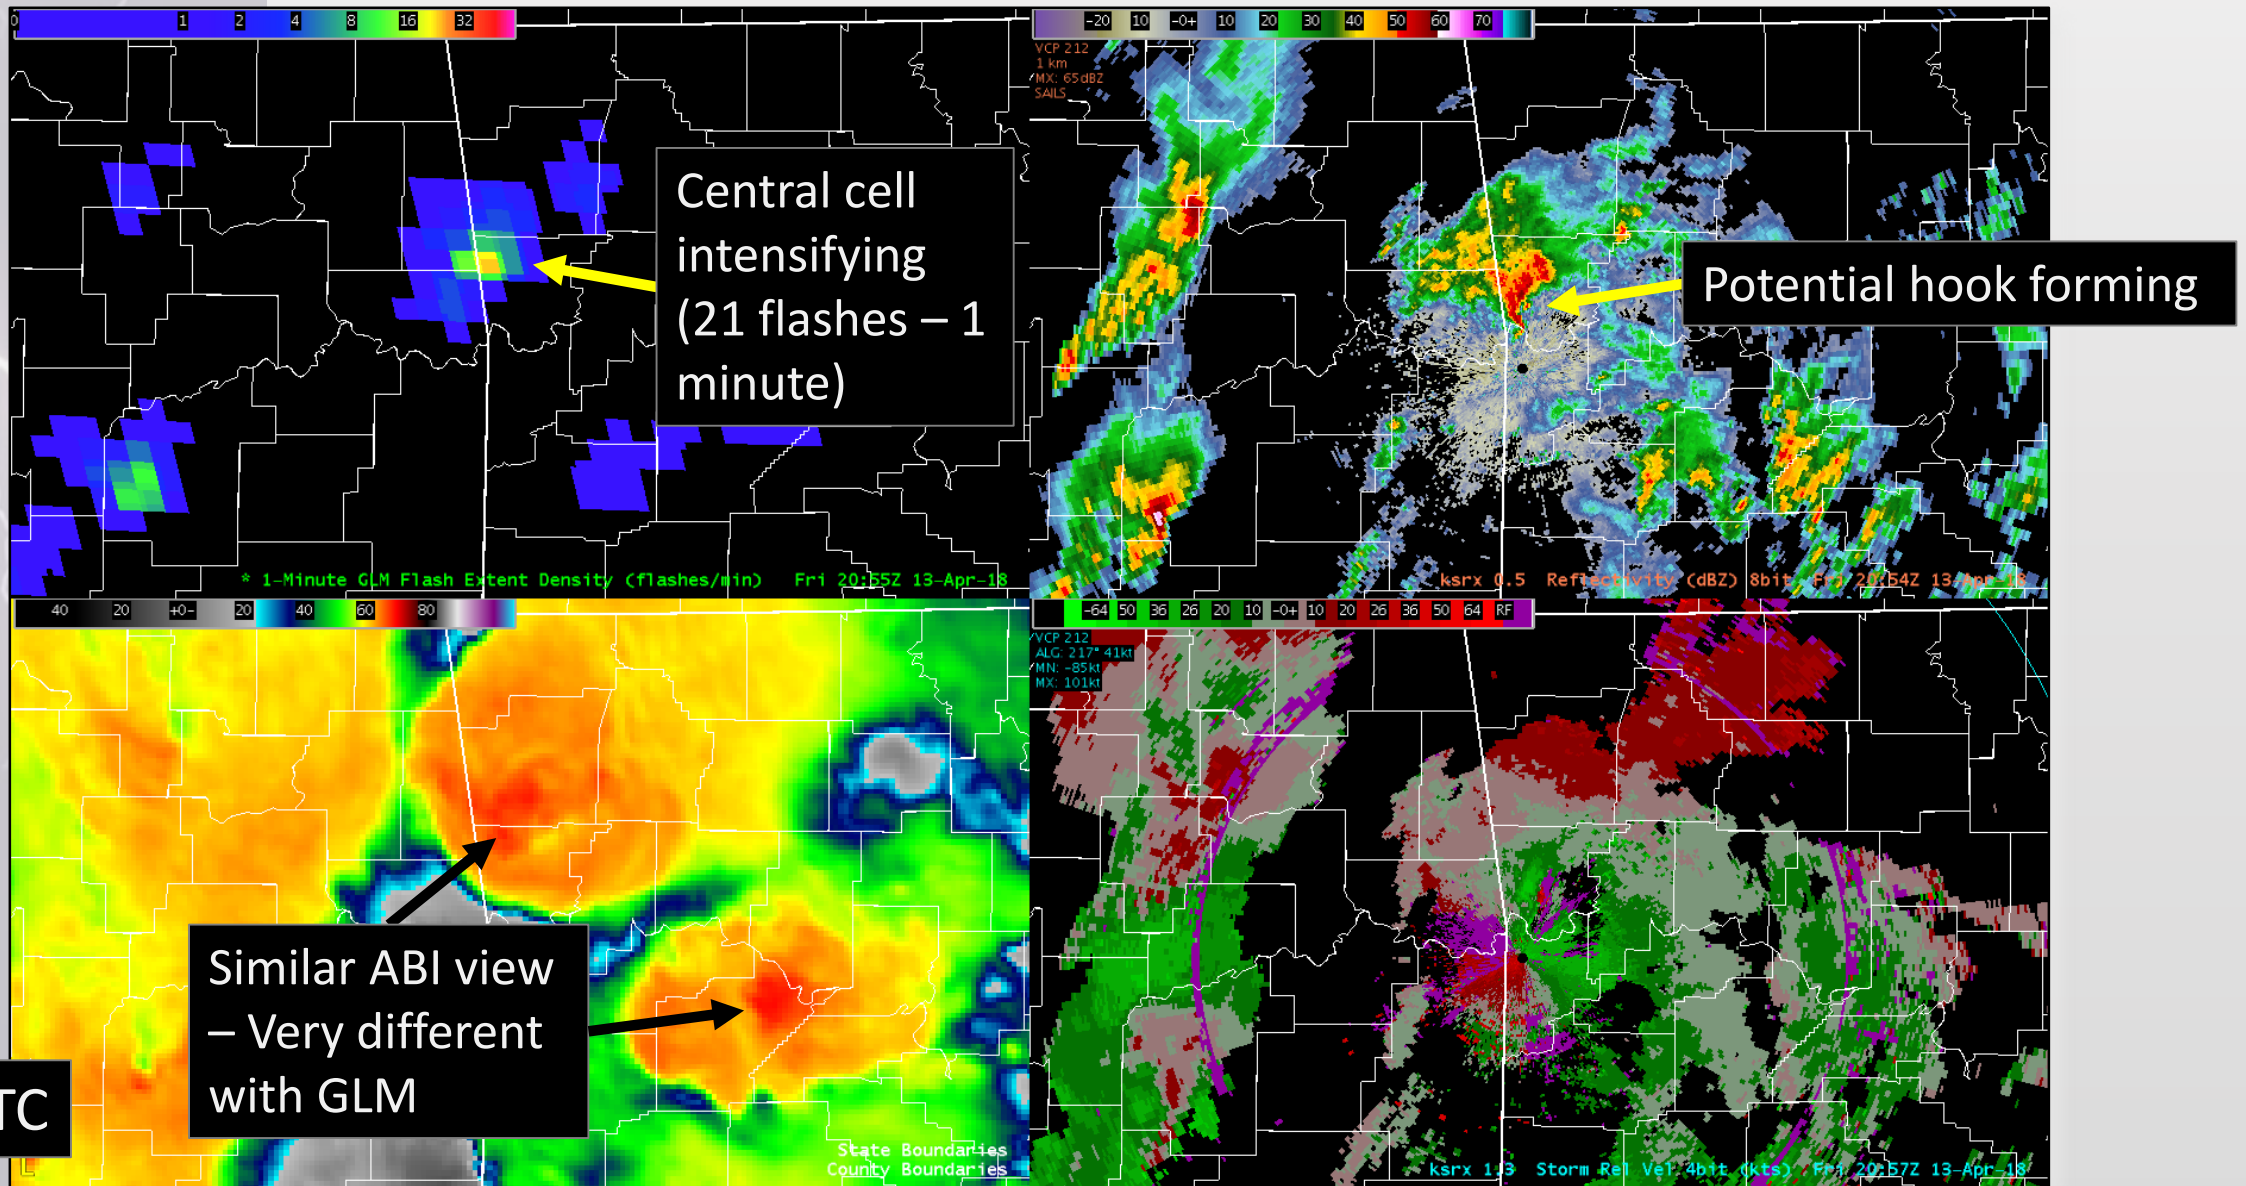 0 1 2 4 8 16 32
Central cell
intensifying
(21 flashes – 1
minute)
* 1-Minute GLM Flash Extent Density (flashes/min) Fri 20:55Z 13-Apr-18
-20 10 -0+ 10 20 30 40 50 60 70
VCP 212
1 km
MX: 65dBZ
SAILS
Potential hook forming
ksrx 0.5 Reflectivity (dBZ) 8bit Fri 20:54Z 13-Apr-18
40 20 +0- 20 40 60 80
Similar ABI view
– Very different
with GLM
TC
State Boundaries
County Boundaries
-64 50 36 26 20 10 -0+ 10 20 26 36 50 64 RF
VCP 212
ALG: 217° 41kt
MN: -85kt
MX: 101kt
ksrx 1.3 Storm Rel Vel 4bit (kts) Fri 20:57Z 13-Apr-18